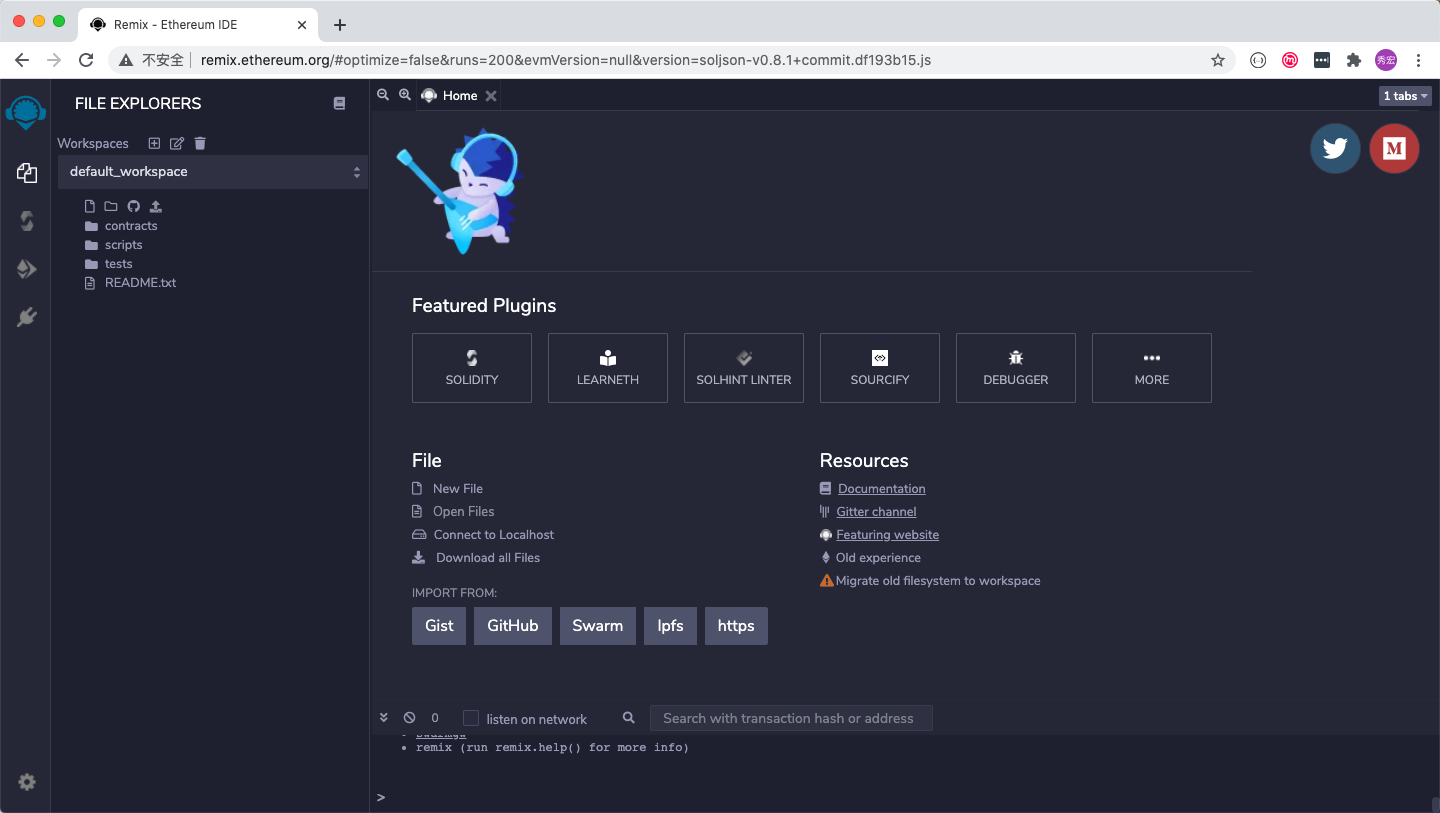 Remix - Ethereum IDE
不安全 remix.ethereum.org/#optimize=false&runs=200&evmVersion=null&version=soljson-v0.8.1+commit.df193b15.js
秀宏
FILE EXPLORERS
Home
1 tabs
Workspaces
default_workspace
contracts
scripts
tests
README.txt
Featured Plugins
SOLIDITY
LEARNETH
SOLHINT LINTER
SOURCIFY
DEBUGGER
MORE
File
New File
Open Files
Connect to Localhost
Download all Files
IMPORT FROM:
Gist
GitHub
Swarm
Ipfs
https
Resources
Documentation
Gitter channel
Featuring website
Old experience
Migrate old filesystem to workspace
0
listen on network
Search with transaction hash or address
remix (run remix.help() for more info)
>